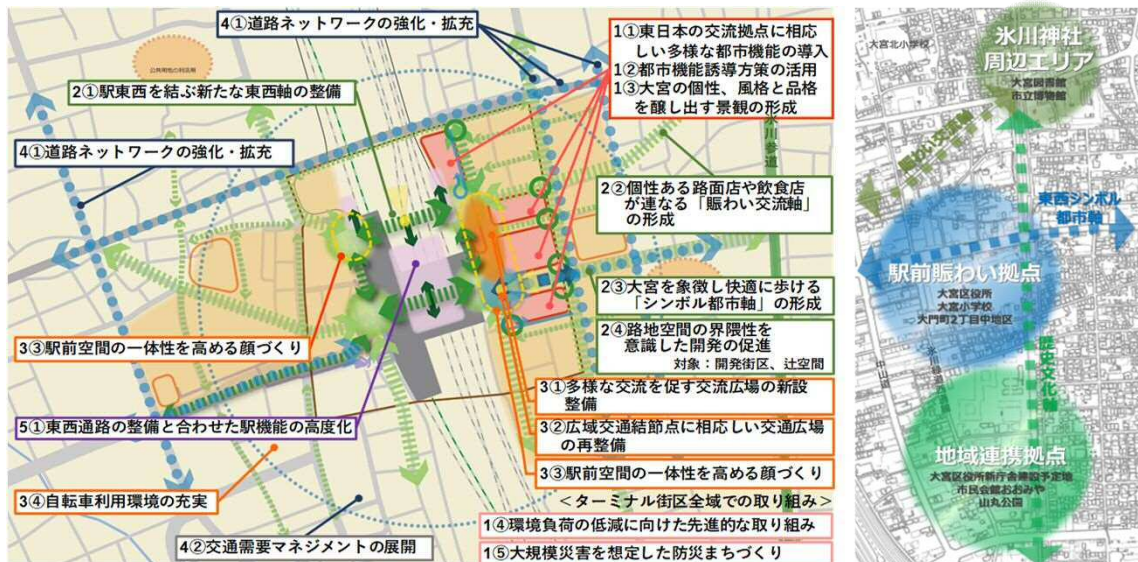 4①道路ネットワークの強化・拡充
公共用地の利活用
2①駅東西を結ぶ新たな東西軸の整備
4①道路ネットワークの強化・拡充
3③駅前空間の一体性を高める顔づくり
5①東西通路の整備と合わせた駅機能の高度化
3④自転車利用環境の充実
4②交通需要マネジメントの展開
1①東日本の交流拠点に相応
しい多様な都市機能の導入
1②都市機能誘導方策の活用
1③大宮の個性、風格と品格
を醸し出す景観の形成
氷川参道
2②個性ある路面店や飲食店
が連なる「賑わい交流軸」
の形成
2③大宮を象徴し快適に歩ける
「シンボル都市軸」の形成
2④路地空間の界隈性を
意識した開発の促進
対象：開発街区、辻空間
3①多様な交流を促す交流広場の新設
整備
3②広域交通結節点に相応しい交通広場
の再整備
3③駅前空間の一体性を高める顔づくり
＜ターミナル街区全域での取り組み＞
1④環境負荷の低減に向けた先進的な取り組み
1⑤大規模災害を想定した防災まちづくり
大宮北小学校
氷川神社
周辺エリア
大宮図書館
市立博物館
賑わい交流軸
東西シンボル
都市軸
駅前賑わい拠点
大宮区役所
大宮小学校
大門町2丁目中地区
中山道
氷川参道
歴史文化軸
地域連携拠点
大宮区役所新庁舎建設予定地
市民会館おおみや
山丸公園